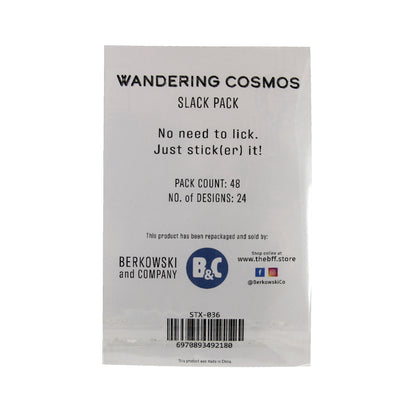 WANDERING COSMOS
SLACK PACK
No need to lick.
Just stick(er) it!
PACK COUNT: 48
NO. of DESIGNS: 24
This product has been repackaged and sold by:
BERKOWSKI
and COMPANY
B&C
Shop online at
www.thebff.store
@BerkowskiCo
STX-036
6970893492180
This product was made in China.